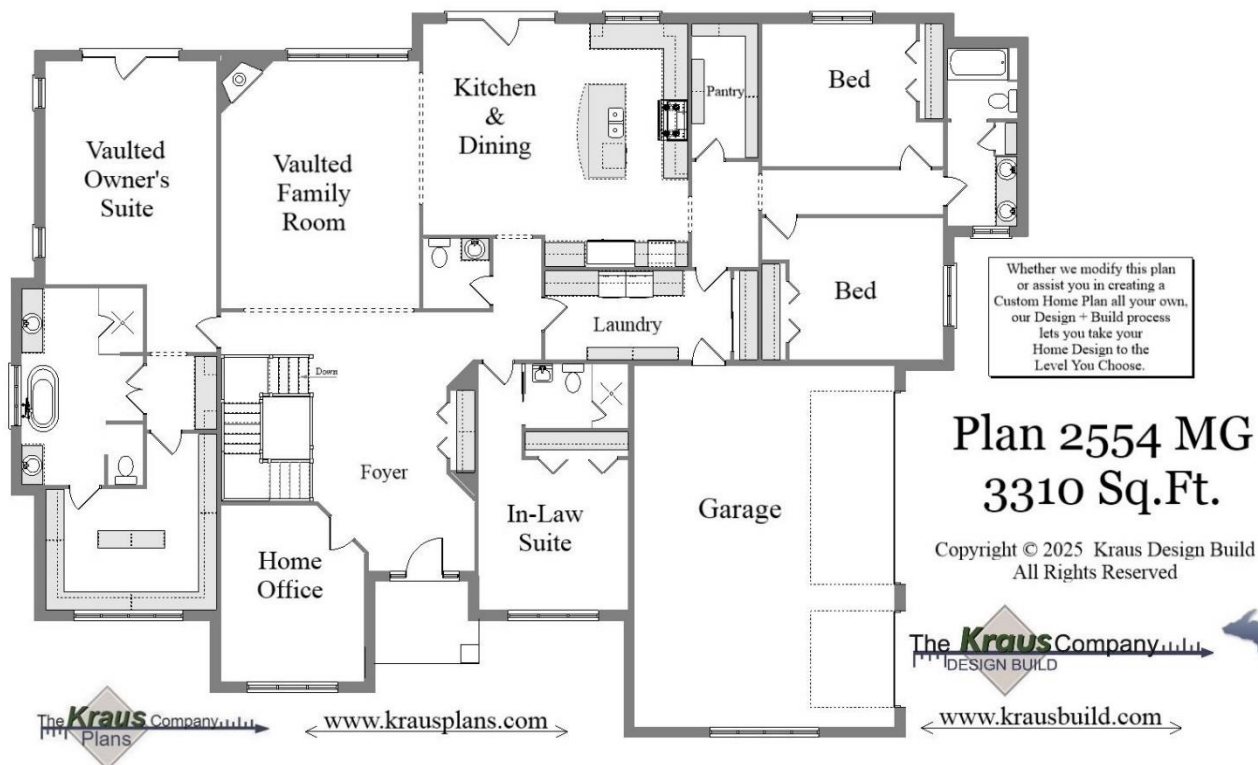 Kitchen
&
Dining
Pantry
Bed
Vaulted
Owner's
Suite
Vaulted
Family
Room
Bed
Laundry
Whether we modify this plan
or assist you in creating a
Custom Home Plan all your own,
our Design + Build process
lets you take your
Home Design to the
Level You Choose.
Down
Foyer
In-Law
Suite
Home
Office
Garage
Plan 2554 MG
3310 Sq.Ft.
Copyright © 2025 Kraus Design Build
All Rights Reserved
The Kraus Company
DESIGN BUILD
www.krausbuild.com
The Kraus Company
Plans
www.krausplans.com